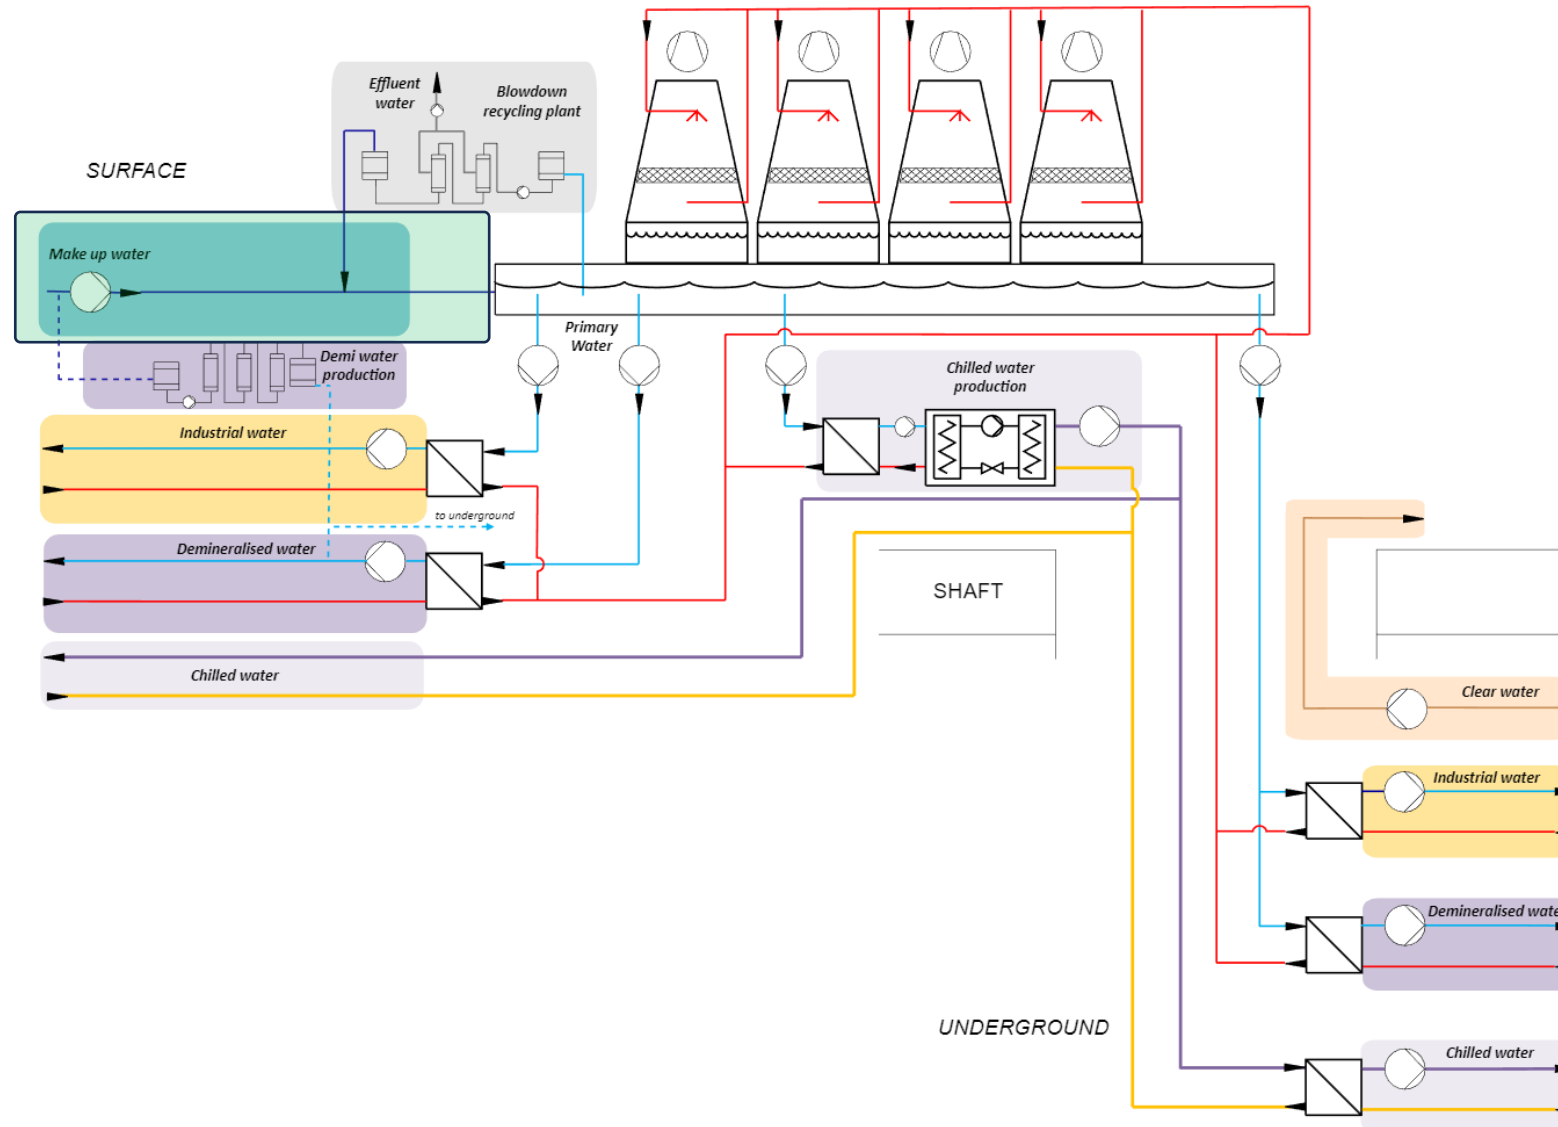 Effluent
water
Blowdown
recycling plant
SURFACE
Make up water
Primary
Water
Demi water
production
Chilled water
production
Industrial water
to underground
Demineralised water
SHAFT
Chilled water
Clear water
Industrial water
Demineralised wate
UNDERGROUND
Chilled water